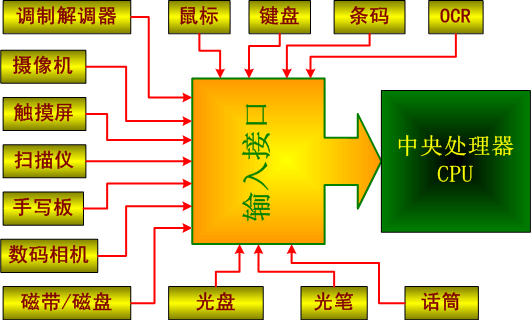 调制解调器
鼠标
键盘
条码
OCR
摄像机
触摸屏
扫描仪
手写板
数码相机
磁带/磁盘
输入接口
中央处理器
CPU
光盘
光笔
话筒